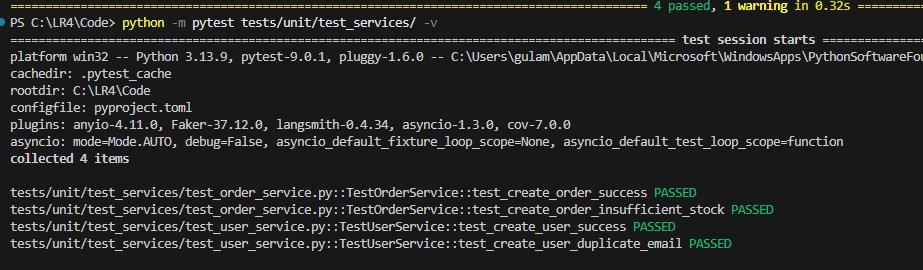 ============ 4 passed, 1 warning in 0.32s ============
PS C:\LR4\Code> python -m pytest tests/unit/test_services/ -v
============ test session starts ============
platform win32 -- Python 3.13.9, pytest-9.0.1, pluggy-1.6.0 -- C:\Users\gulam\AppData\Local\Microsoft\WindowsApps\PythonSoftwareFou
cachedir: .pytest_cache
rootdir: C:\LR4\Code
configfile: pyproject.toml
plugins: anyio-4.11.0, Faker-37.12.0, langsmith-0.4.34, asyncio-1.3.0, cov-7.0.0
asyncio: mode=Mode.AUTO, debug=False, asyncio_default_fixture_loop_scope=None, asyncio_default_test_loop_scope=function
collected 4 items
tests/unit/test_services/test_order_service.py::TestOrderService::test_create_order_success PASSED
tests/unit/test_services/test_order_service.py::TestOrderService::test_create_order_insufficient_stock PASSED
tests/unit/test_services/test_user_service.py::TestUserService::test_create_user_success PASSED
tests/unit/test_services/test_user_service.py::TestUserService::test_create_user_duplicate_email PASSED